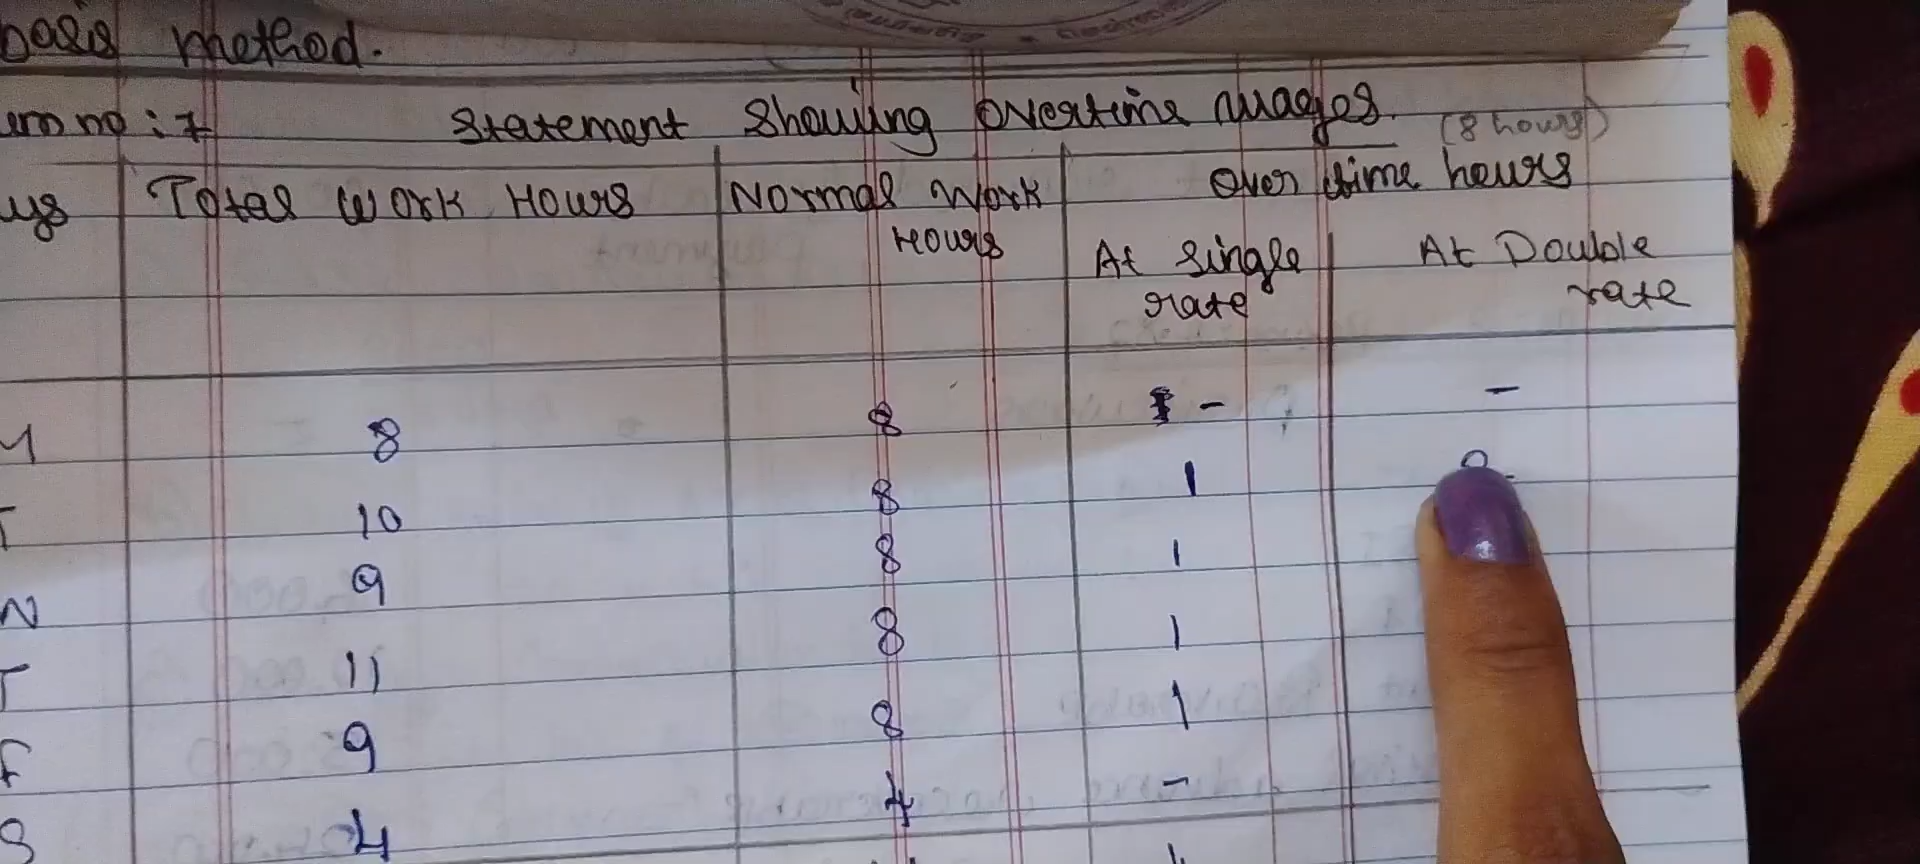 basis method.
: 7 Statement Showing Overtime wages. (8 hours)
Total Work Hours Normal Work Hours Over time hours
At Single rate At Double rate
M 8 8 - -
T 10 8 1
W 9 8 1
T 11 8 1
F 9 8 1
S 4 4 -